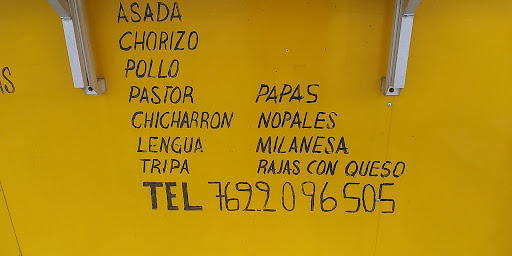 ASADA
CHORIZO
POLLO
PASTOR PAPAS
CHICHARRON NOPALES
LENGUA MILANESA
TRIPA RAJAS CON QUESO
TEL 7622096505